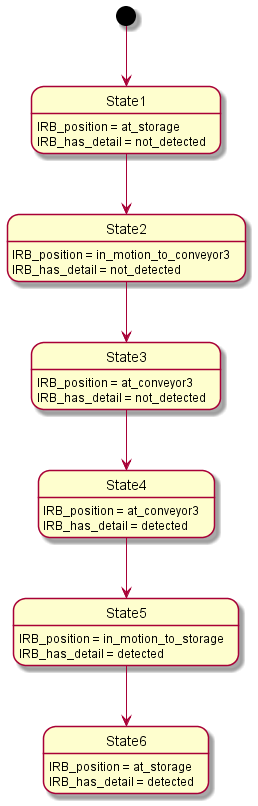 State1
IRB_position = at_storage
IRB_has_detail = not_detected
State2
IRB_position = in_motion_to_conveyor3
IRB_has_detail = not_detected
State3
IRB_position = at_conveyor3
IRB_has_detail = not_detected
State4
IRB_position = at_conveyor3
IRB_has_detail = detected
State5
IRB_position = in_motion_to_storage
IRB_has_detail = detected
State6
IRB_position = at_storage
IRB_has_detail = detected